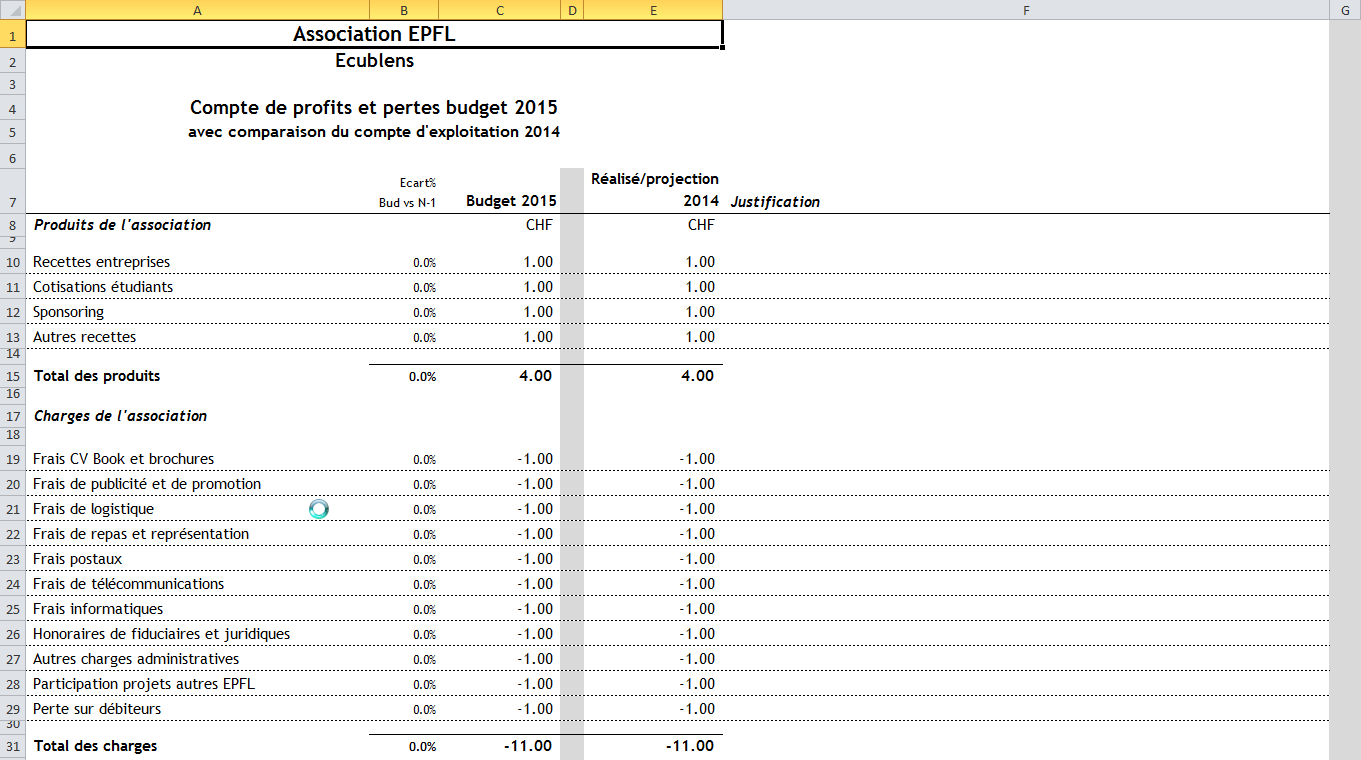 A B C D E F G
1 Association EPFL
2 Ecublens
3
4 Compte de profits et pertes budget 2015
5 avec comparaison du compte d'exploitation 2014
6
Ecart% Réalisé/projection
7 Bud vs N-1 Budget 2015 2014 Justification
8 Produits de l'association CHF CHF
9
10 Recettes entreprises 0.0% 1.00 1.00
11 Cotisations étudiants 0.0% 1.00 1.00
12 Sponsoring 0.0% 1.00 1.00
13 Autres recettes 0.0% 1.00 1.00
14
15 Total des produits 0.0% 4.00 4.00
16
17 Charges de l'association
18
19 Frais CV Book et brochures 0.0% -1.00 -1.00
20 Frais de publicité et de promotion 0.0% -1.00 -1.00
21 Frais de logistique 0.0% -1.00 -1.00
22 Frais de repas et représentation 0.0% -1.00 -1.00
23 Frais postaux 0.0% -1.00 -1.00
24 Frais de télécommunications 0.0% -1.00 -1.00
25 Frais informatiques 0.0% -1.00 -1.00
26 Honoraires de fiduciaires et juridiques 0.0% -1.00 -1.00
27 Autres charges administratives 0.0% -1.00 -1.00
28 Participation projets autres EPFL 0.0% -1.00 -1.00
29 Perte sur débiteurs 0.0% -1.00 -1.00
30
31 Total des charges 0.0% -11.00 -11.00